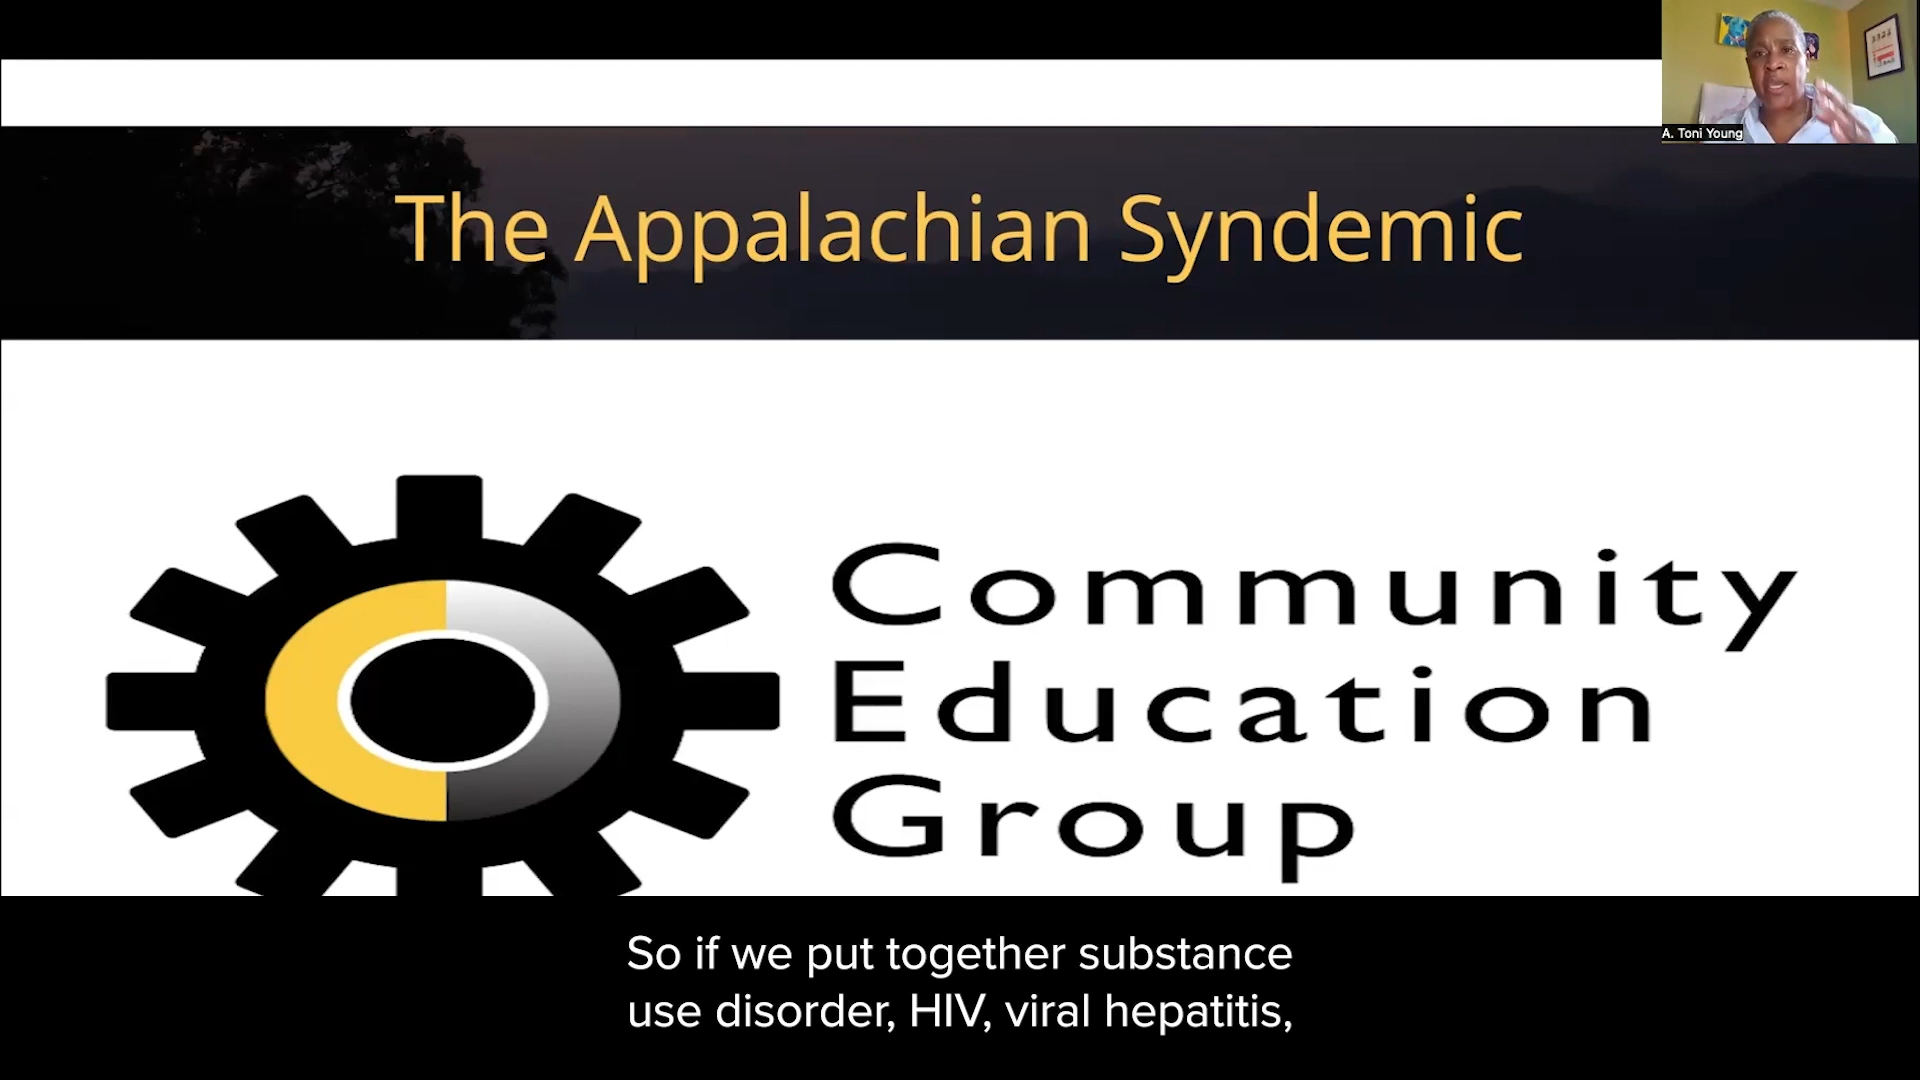 A. Toni Young
The Appalachian Syndemic
Community
Education
Group
So if we put together substance
use disorder, HIV, viral hepatitis,